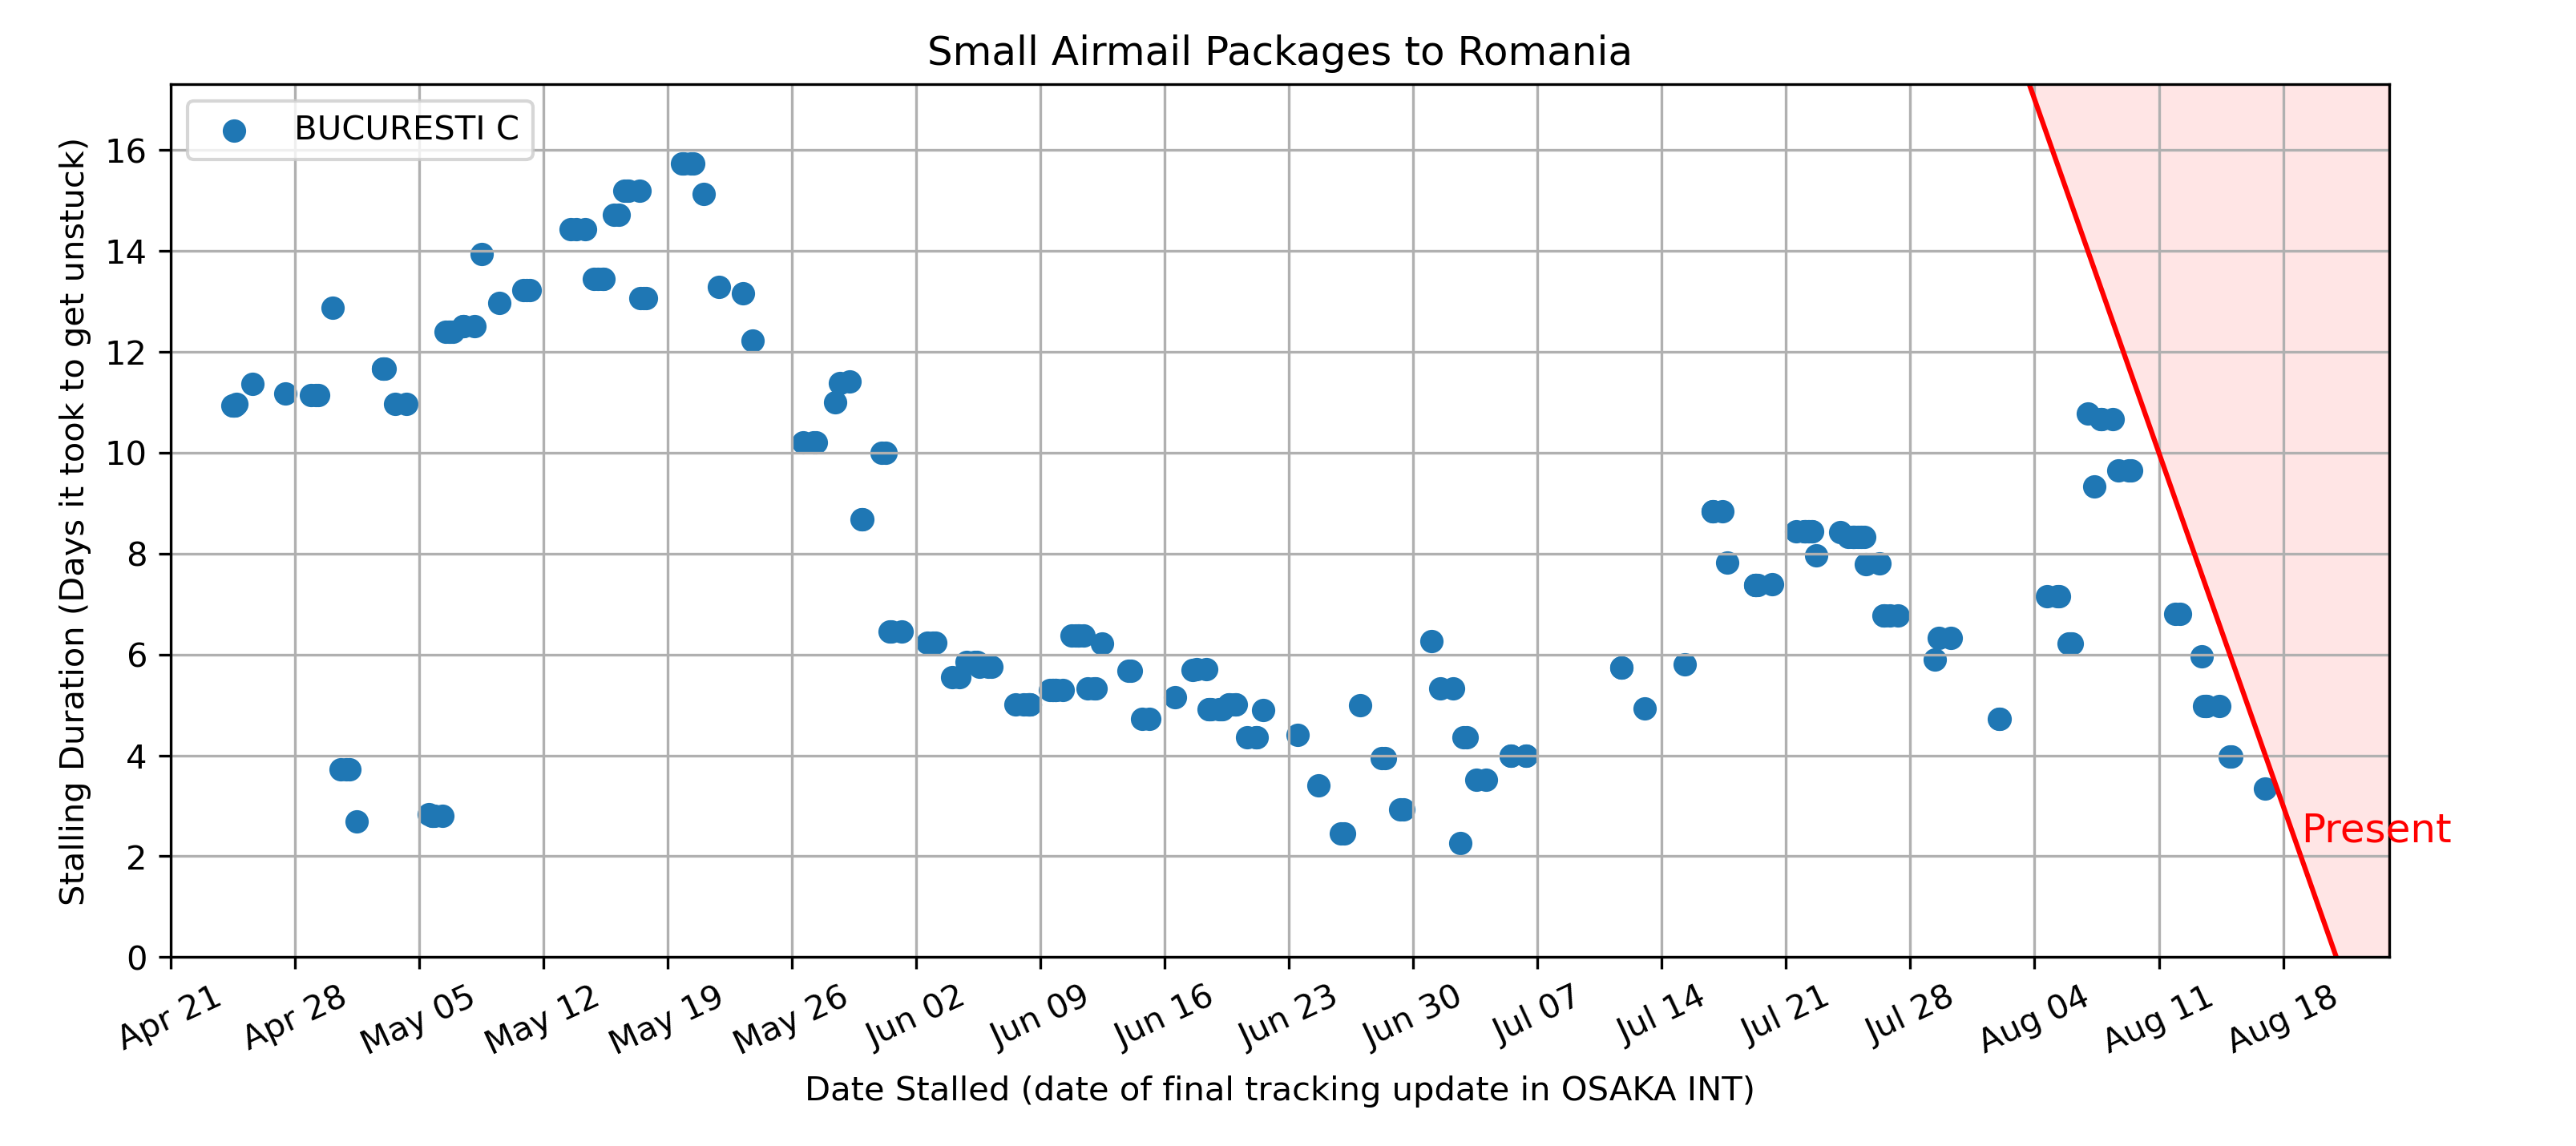 Small Airmail Packages to Romania
BUCURESTI C
Stalling Duration (Days it took to get unstuck)
16
14
12
10
8
6
4
2
0
Present
Apr 21
Apr 28
May 05
May 12
May 19
May 26
Jun 02
Jun 09
Jun 16
Jun 23
Jun 30
Jul 07
Jul 14
Jul 21
Jul 28
Aug 04
Aug 11
Aug 18
Date Stalled (date of final tracking update in OSAKA INT)